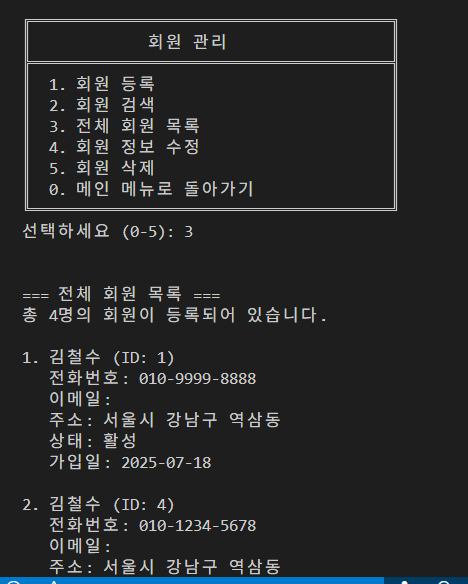 회원 관리
1. 회원 등록
2. 회원 검색
3. 전체 회원 목록
4. 회원 정보 수정
5. 회원 삭제
0. 메인 메뉴로 돌아가기
선택하세요 (0-5): 3
=== 전체 회원 목록 ===
총 4명의 회원이 등록되어 있습니다.
1. 김철수 (ID: 1)
전화번호: 010-9999-8888
이메일:
주소: 서울시 강남구 역삼동
상태: 활성
가입일: 2025-07-18
2. 김철수 (ID: 4)
전화번호: 010-1234-5678
이메일:
주소: 서울시 강남구 역삼동